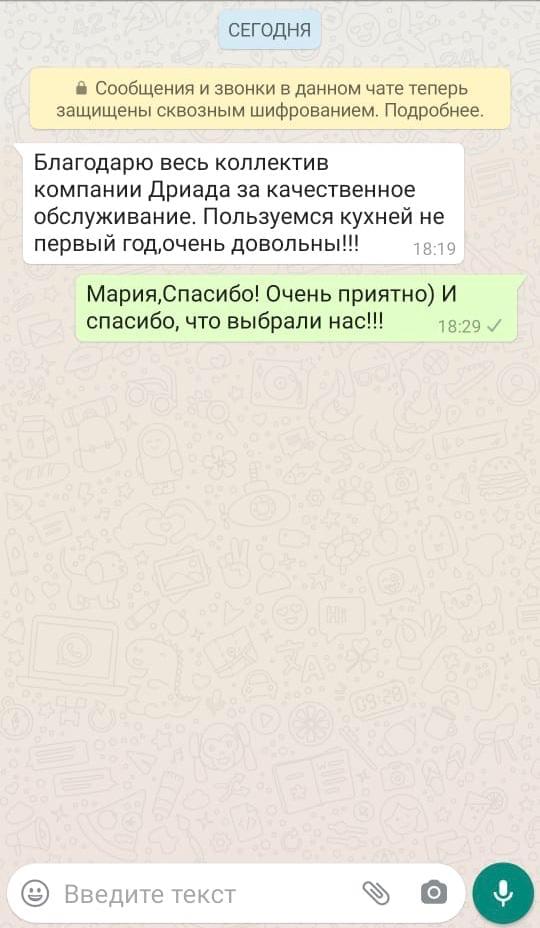 СЕГОДНЯ
Сообщения и звонки в данном чате теперь
защищены сквозным шифрованием. Подробнее.
Благодарю весь коллектив
компании Дриада за качественное
обслуживание. Пользуемся кухней не
первый год,очень довольны!!!
18:19
Мария,Спасибо! Очень приятно) И
спасибо, что выбрали нас!!!
18:29
Введите текст